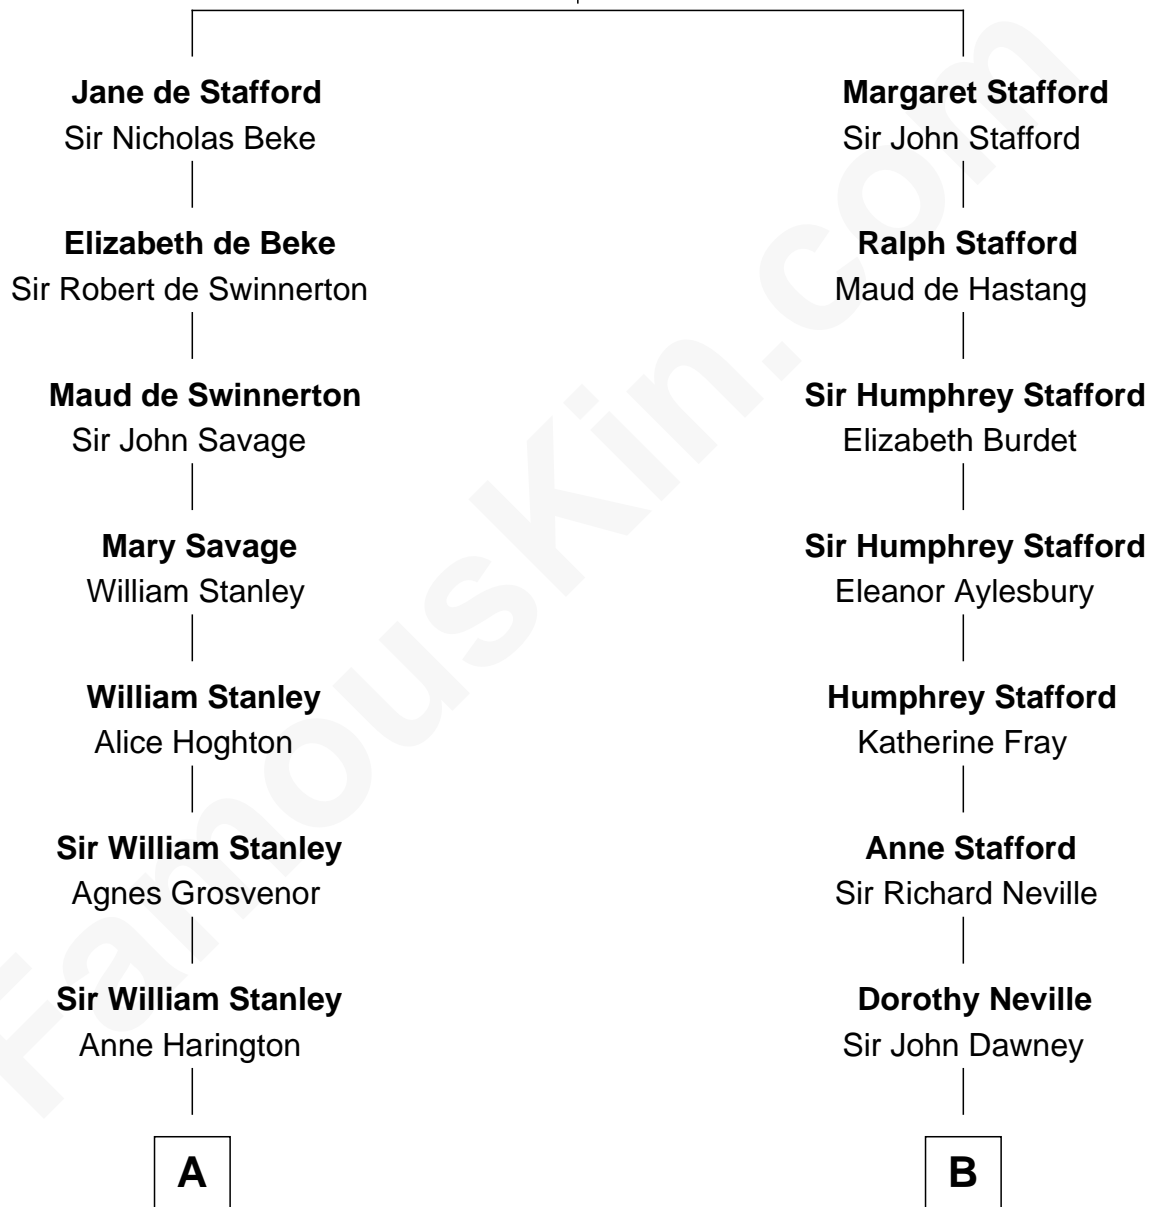 Jane de Stafford
Sir Nicholas Beke
Elizabeth de Beke
Sir Robert de Swinnerton
Maud de Swinnerton
Sir John Savage
Mary Savage
William Stanley
William Stanley
Alice Hoghton
Sir William Stanley
Agnes Grosvenor
Sir William Stanley
Anne Harington
A
Margaret Stafford
Sir John Stafford
Ralph Stafford
Maud de Hastang
Sir Humphrey Stafford
Elizabeth Burdet
Sir Humphrey Stafford
Eleanor Aylesbury
Humphrey Stafford
Katherine Fray
Anne Stafford
Sir Richard Neville
Dorothy Neville
Sir John Dawney
B
FamousKin.com